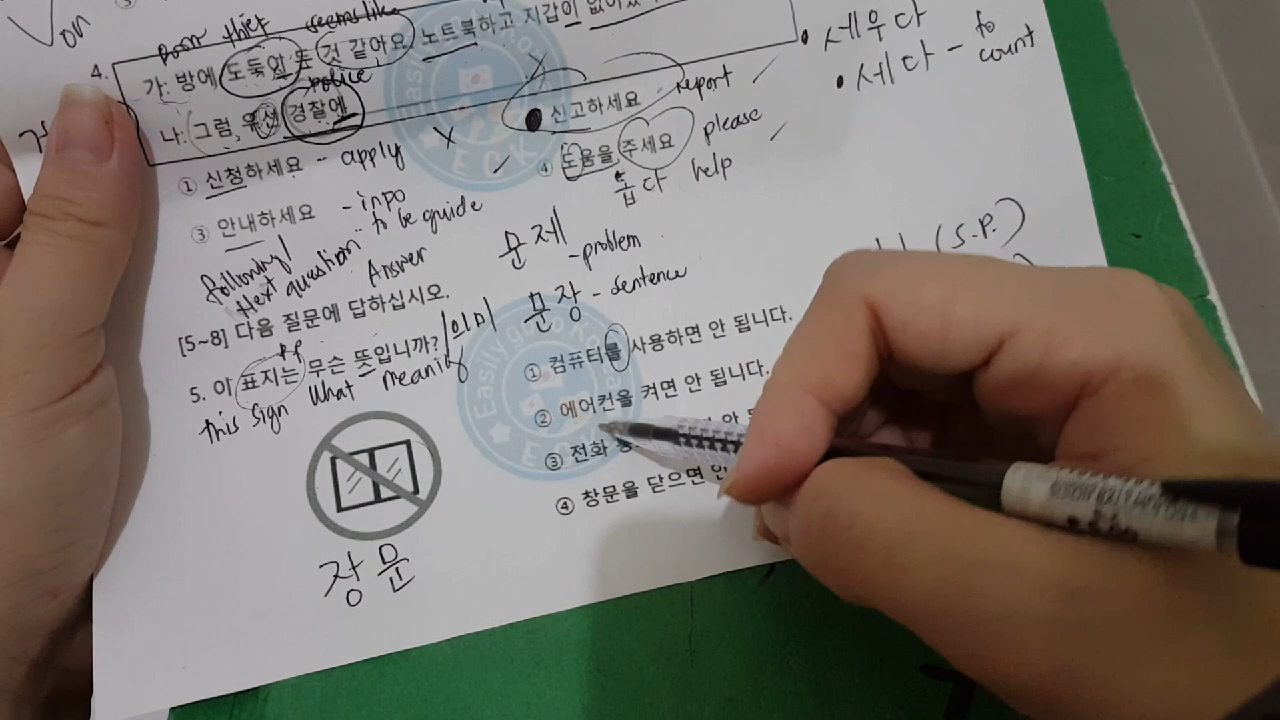 on
door thief seems like
4.
가: 방에 도둑이 든 것 같아요 노트북하고 지갑이
police
나: 그럼, 우선 경찰에
① 신청하세요 - apply X
신고하세요 - report
③ 안내하세요 - info
- to be guide
④ 도움을 주세요 please
돕다 help
• 세우다
• 세다 - to count
(S.P.)
following/
Next question Answer
[5~8] 다음 질문에 답하십시오.
문제 - problem
문장 - sentence
5. 이 표지는 무슨 뜻입니까? /의미
this sign What meaning
장문
① 컴퓨터를 사용하면 안 됩니다.
② 에어컨을 켜면 안 됩니다.
③ 전화
④ 창문을 닫으면 안
Easily
ECK